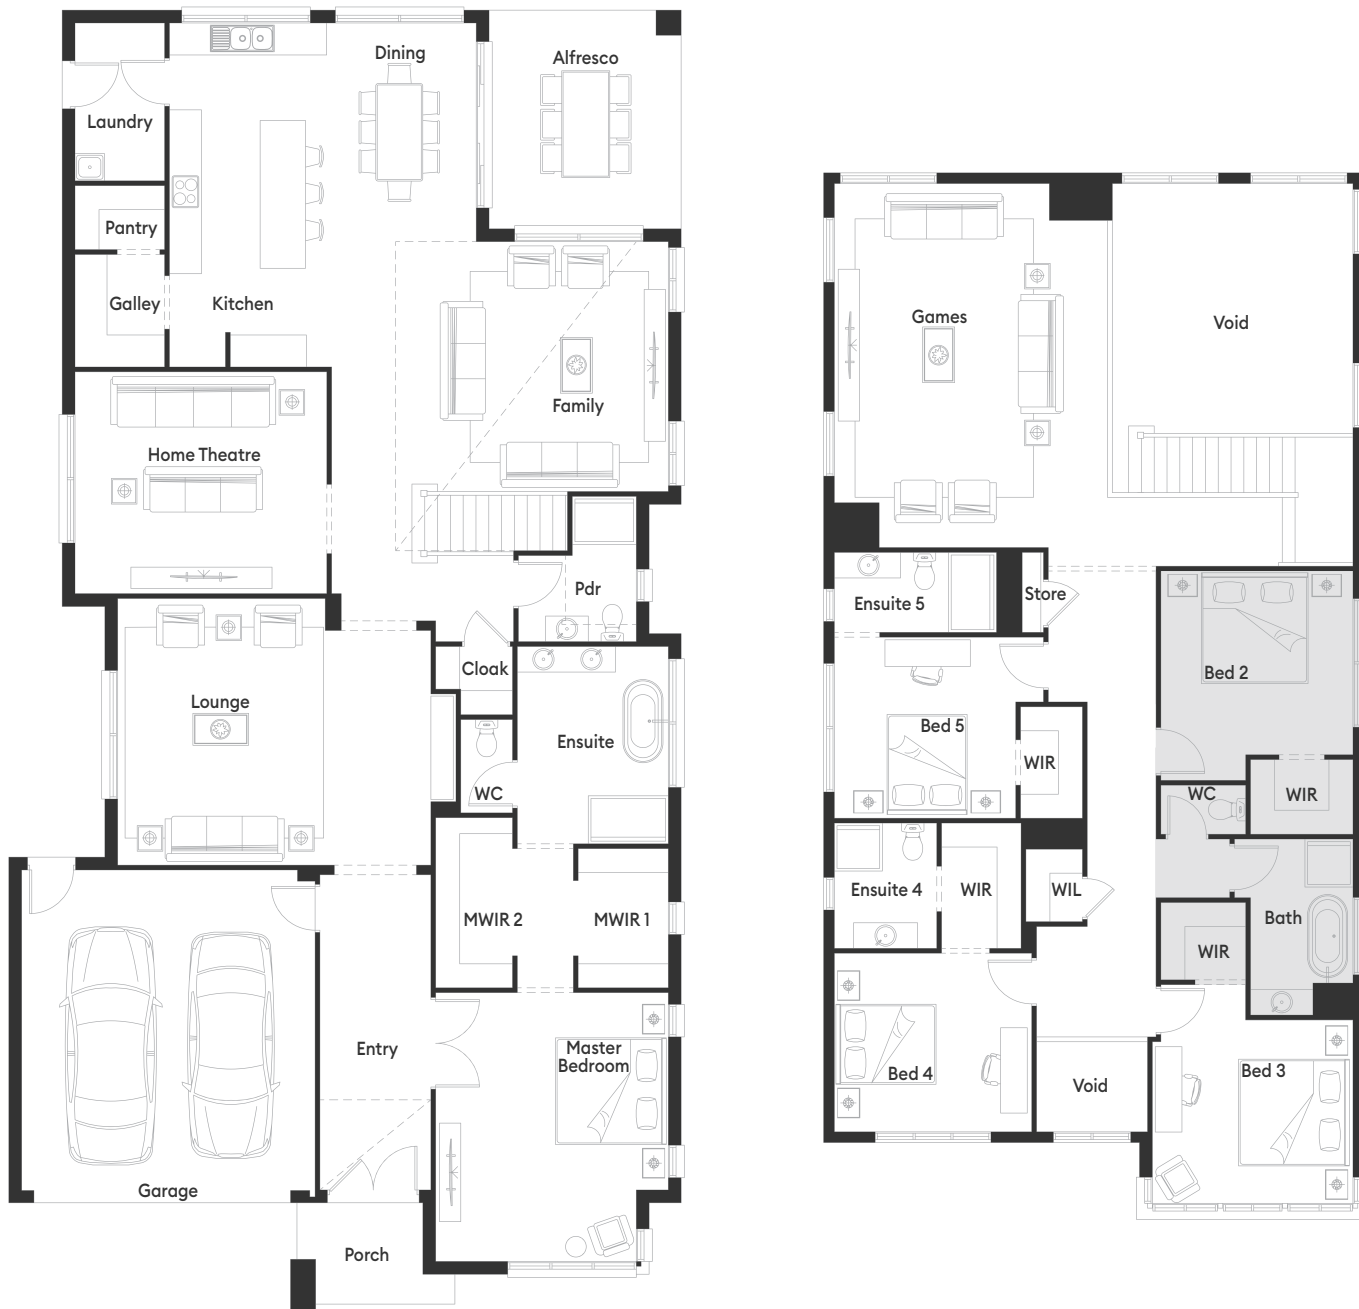 Dining
Alfresco
Laundry
Pantry
Galley
Kitchen
Family
Home Theatre
Pdr
Cloak
Lounge
Ensuite
WC
MWIR 2
MWIR 1
Entry
Master
Bedroom
Garage
Porch
Games
Void
Ensuite 5
Store
Bed 2
Bed 5
WIR
WC
WIR
Ensuite 4
WIR
WIL
Bath
WIR
Bed 4
Void
Bed 3